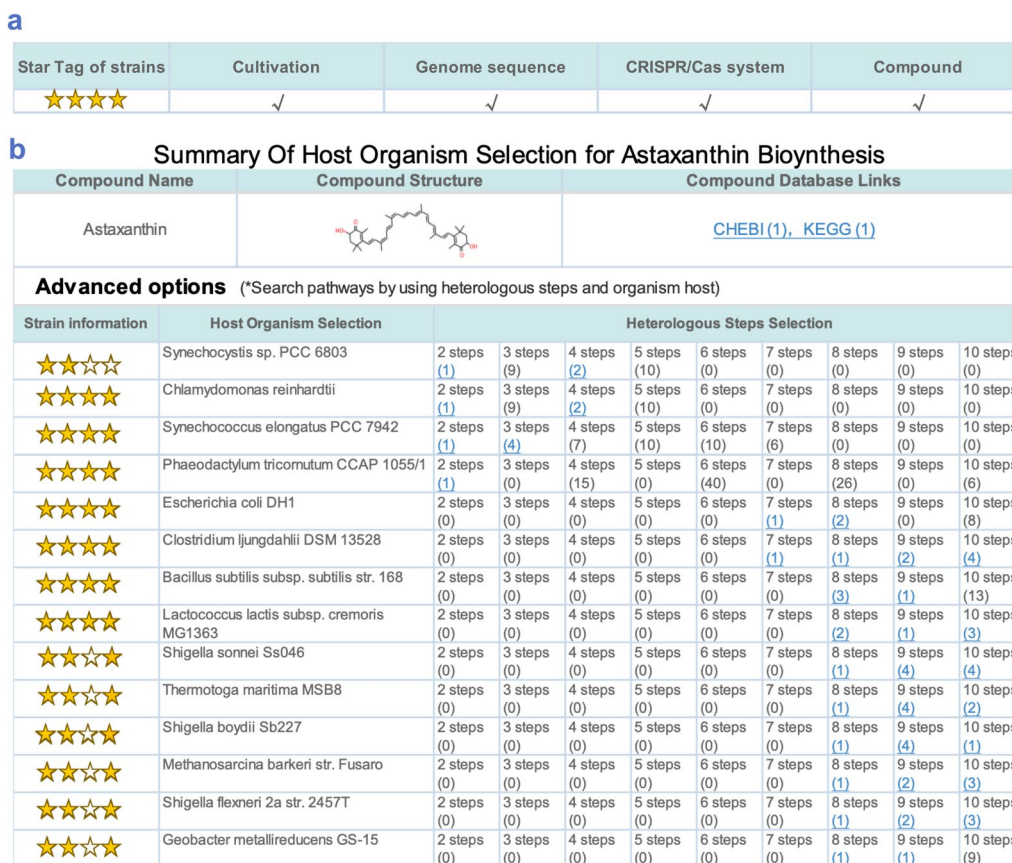 a
Star Tag of strains Cultivation Genome sequence CRISPR/Cas system Compound
√ √ √ √
b
Summary Of Host Organism Selection for Astaxanthin Bioynthesis
Compound Name Compound Structure Compound Database Links
Astaxanthin HO O O OH CHEBI (1), KEGG (1)
Advanced options (*Search pathways by using heterologous steps and organism host)
Strain information Host Organism Selection Heterologous Steps Selection
Synechocystis sp. PCC 6803 2 steps 3 steps 4 steps 5 steps 6 steps 7 steps 8 steps 9 steps 10 steps
(1) (9) (2) (10) (0) (0) (0) (0) (0)
Chlamydomonas reinhardtii 2 steps 3 steps 4 steps 5 steps 6 steps 7 steps 8 steps 9 steps 10 steps
(1) (9) (2) (10) (0) (0) (0) (0) (0)
Synechococcus elongatus PCC 7942 2 steps 3 steps 4 steps 5 steps 6 steps 7 steps 8 steps 9 steps 10 steps
(1) (4) (7) (10) (10) (6) (0) (0) (0)
Phaeodactylum tricornutum CCAP 1055/1 2 steps 3 steps 4 steps 5 steps 6 steps 7 steps 8 steps 9 steps 10 steps
(1) (0) (15) (0) (40) (0) (26) (0) (6)
Escherichia coli DH1 2 steps 3 steps 4 steps 5 steps 6 steps 7 steps 8 steps 9 steps 10 steps
(0) (0) (0) (0) (0) (1) (2) (0) (8)
Clostridium ljungdahlii DSM 13528 2 steps 3 steps 4 steps 5 steps 6 steps 7 steps 8 steps 9 steps 10 steps
(0) (0) (0) (0) (0) (1) (1) (2) (4)
Bacillus subtilis subsp. subtilis str. 168 2 steps 3 steps 4 steps 5 steps 6 steps 7 steps 8 steps 9 steps 10 steps
(0) (0) (0) (0) (0) (0) (3) (1) (13)
Lactococcus lactis subsp. cremoris 2 steps 3 steps 4 steps 5 steps 6 steps 7 steps 8 steps 9 steps 10 steps
MG1363 (0) (0) (0) (0) (0) (0) (2) (1) (3)
Shigella sonnei Ss046 2 steps 3 steps 4 steps 5 steps 6 steps 7 steps 8 steps 9 steps 10 steps
(0) (0) (0) (0) (0) (0) (1) (4) (4)
Thermotoga maritima MSB8 2 steps 3 steps 4 steps 5 steps 6 steps 7 steps 8 steps 9 steps 10 steps
(0) (0) (0) (0) (0) (0) (1) (4) (2)
Shigella boydii Sb227 2 steps 3 steps 4 steps 5 steps 6 steps 7 steps 8 steps 9 steps 10 steps
(0) (0) (0) (0) (0) (0) (1) (4) (1)
Methanosarcina barkeri str. Fusaro 2 steps 3 steps 4 steps 5 steps 6 steps 7 steps 8 steps 9 steps 10 steps
(0) (0) (0) (0) (0) (0) (1) (2) (3)
Shigella flexneri 2a str. 2457T 2 steps 3 steps 4 steps 5 steps 6 steps 7 steps 8 steps 9 steps 10 steps
(0) (0) (0) (0) (0) (0) (1) (2) (3)
Geobacter metallireducens GS-15 2 steps 3 steps 4 steps 5 steps 6 steps 7 steps 8 steps 9 steps 10 steps
(0) (0) (0) (0) (0) (0) (1) (1) (9)